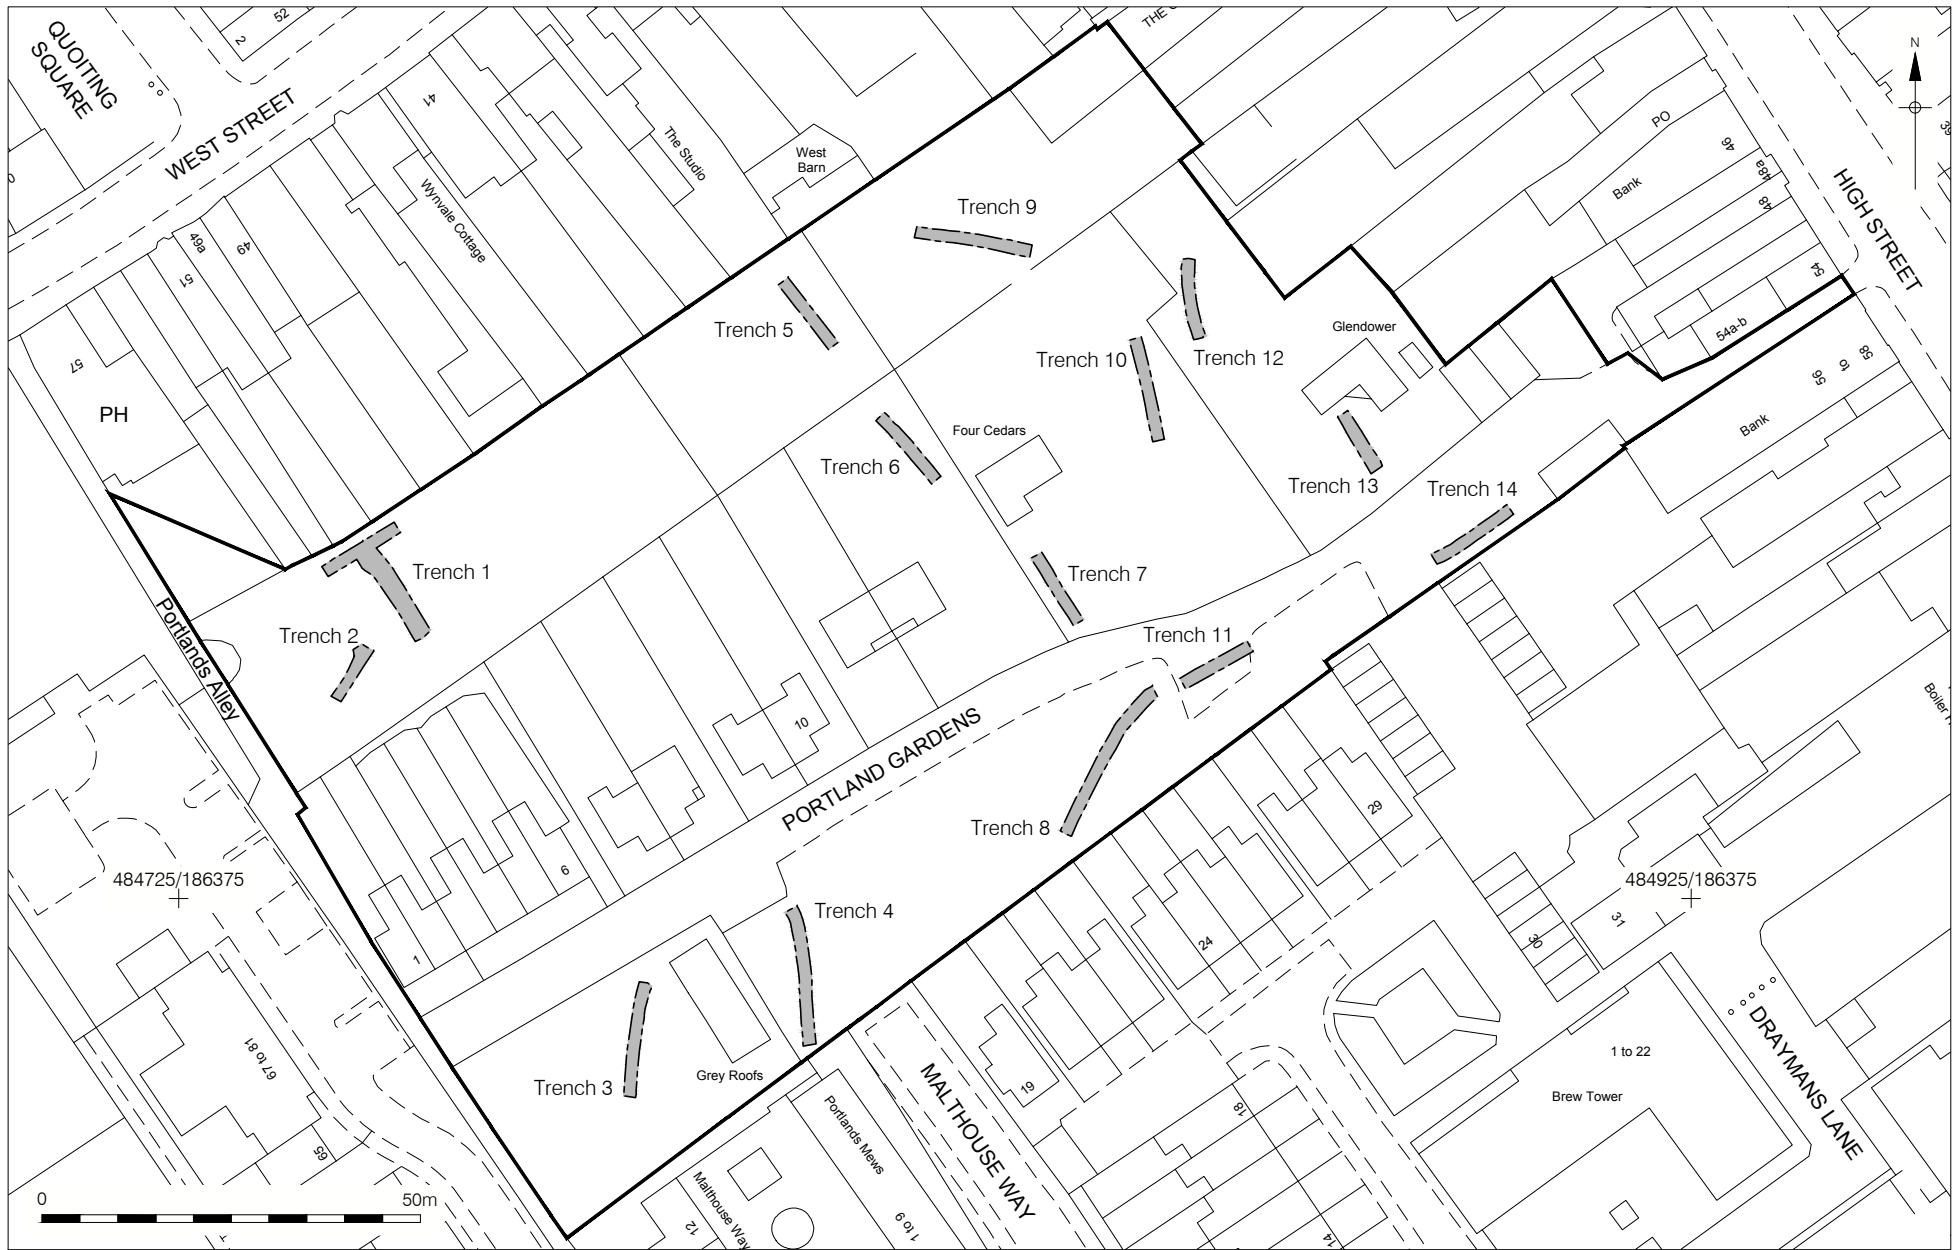 QUOITING
SQUARE
52
2
WEST STREET
41
The Studio
West
Barn
Wynvale Cottage
49a
49
51
57
PH
THE
PO
46
Bank
48a
48
54
54a-b
HIGH STREET
N
58
56
Bank
Trench 9
Trench 5
Trench 12
Trench 10
Glendower
Four Cedars
Trench 6
Trench 13
Trench 14
Trench 7
Trench 1
Trench 2
Trench 11
Portlands Alley
10
PORTLAND GARDENS
Trench 8
29
6
484725/186375
484925/186375
Trench 4
1
24
31
30
Boiler
Trench 3
Grey Roofs
67 to 81
65
19
18
14
1 to 22
Brew Tower
DRAYMANS LANE
MALTHOUSE WAY
Portlands Mews
Malthouse Way
12
1 to 9
0
50m